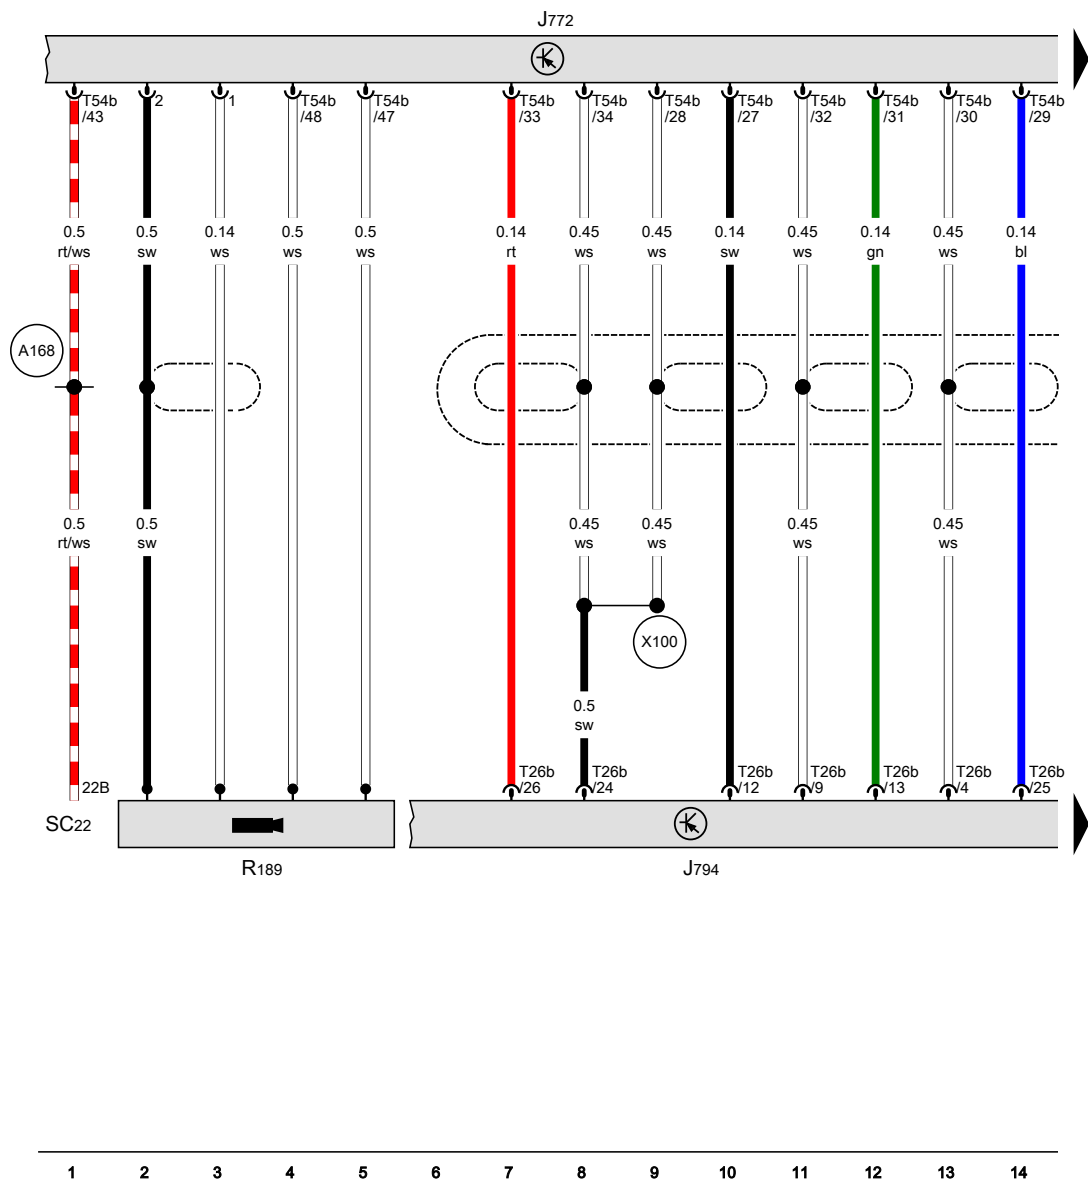 J772
T54b
/43
2
1
T54b
/48
T54b
/47
T54b
/33
T54b
/34
T54b
/28
T54b
/27
T54b
/32
T54b
/31
T54b
/30
T54b
/29
0.5
rt/ws
0.5
sw
0.14
ws
0.5
ws
0.5
ws
0.14
rt
0.45
ws
0.45
ws
0.14
sw
0.45
ws
0.14
gn
0.45
ws
0.14
bl
A168
0.5
rt/ws
0.5
sw
0.45
ws
0.45
ws
0.45
ws
0.45
ws
X100
0.5
sw
22B
T26b
/26
T26b
/24
T26b
/12
T26b
/9
T26b
/13
T26b
/4
T26b
/25
SC22
R189
J794
1 2 3 4 5 6 7 8 9 10 11 12 13 14